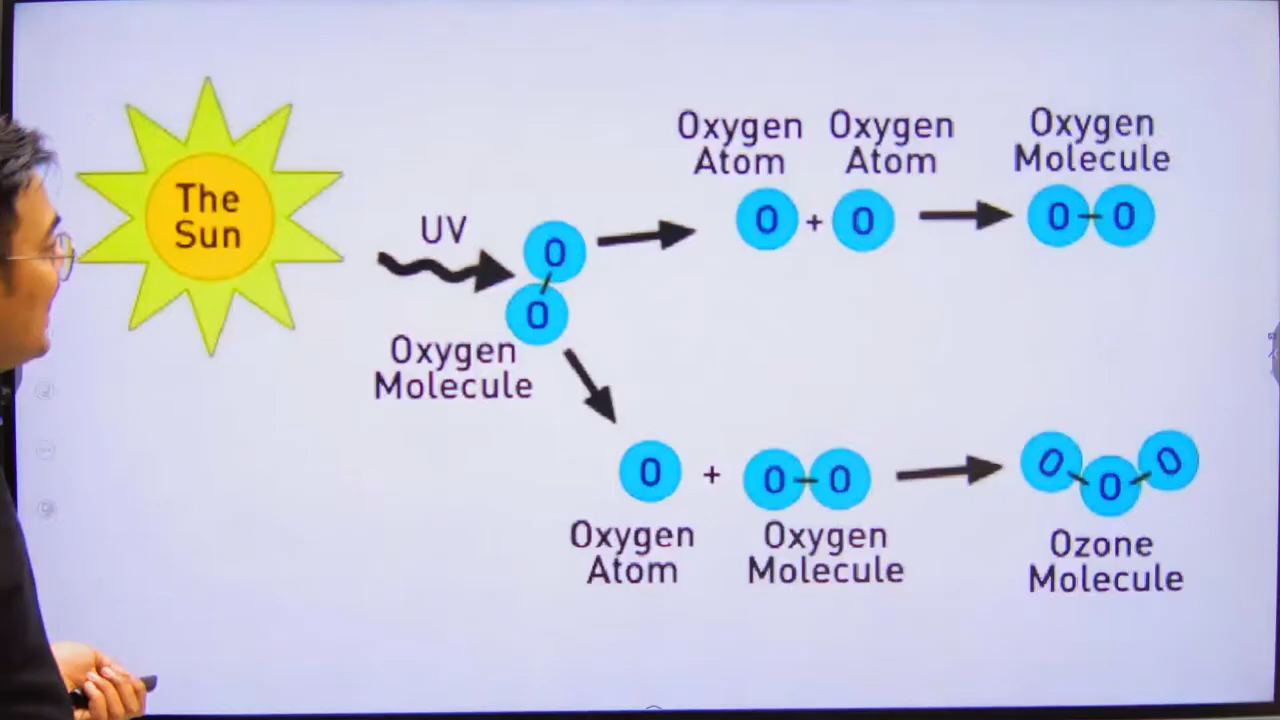 The
Sun
UV
O
O
Oxygen
Molecule
Oxygen
Atom
Oxygen
Atom
O + O
Oxygen
Molecule
O-O
O + O-O
Oxygen
Atom
Oxygen
Molecule
O O O
Ozone
Molecule